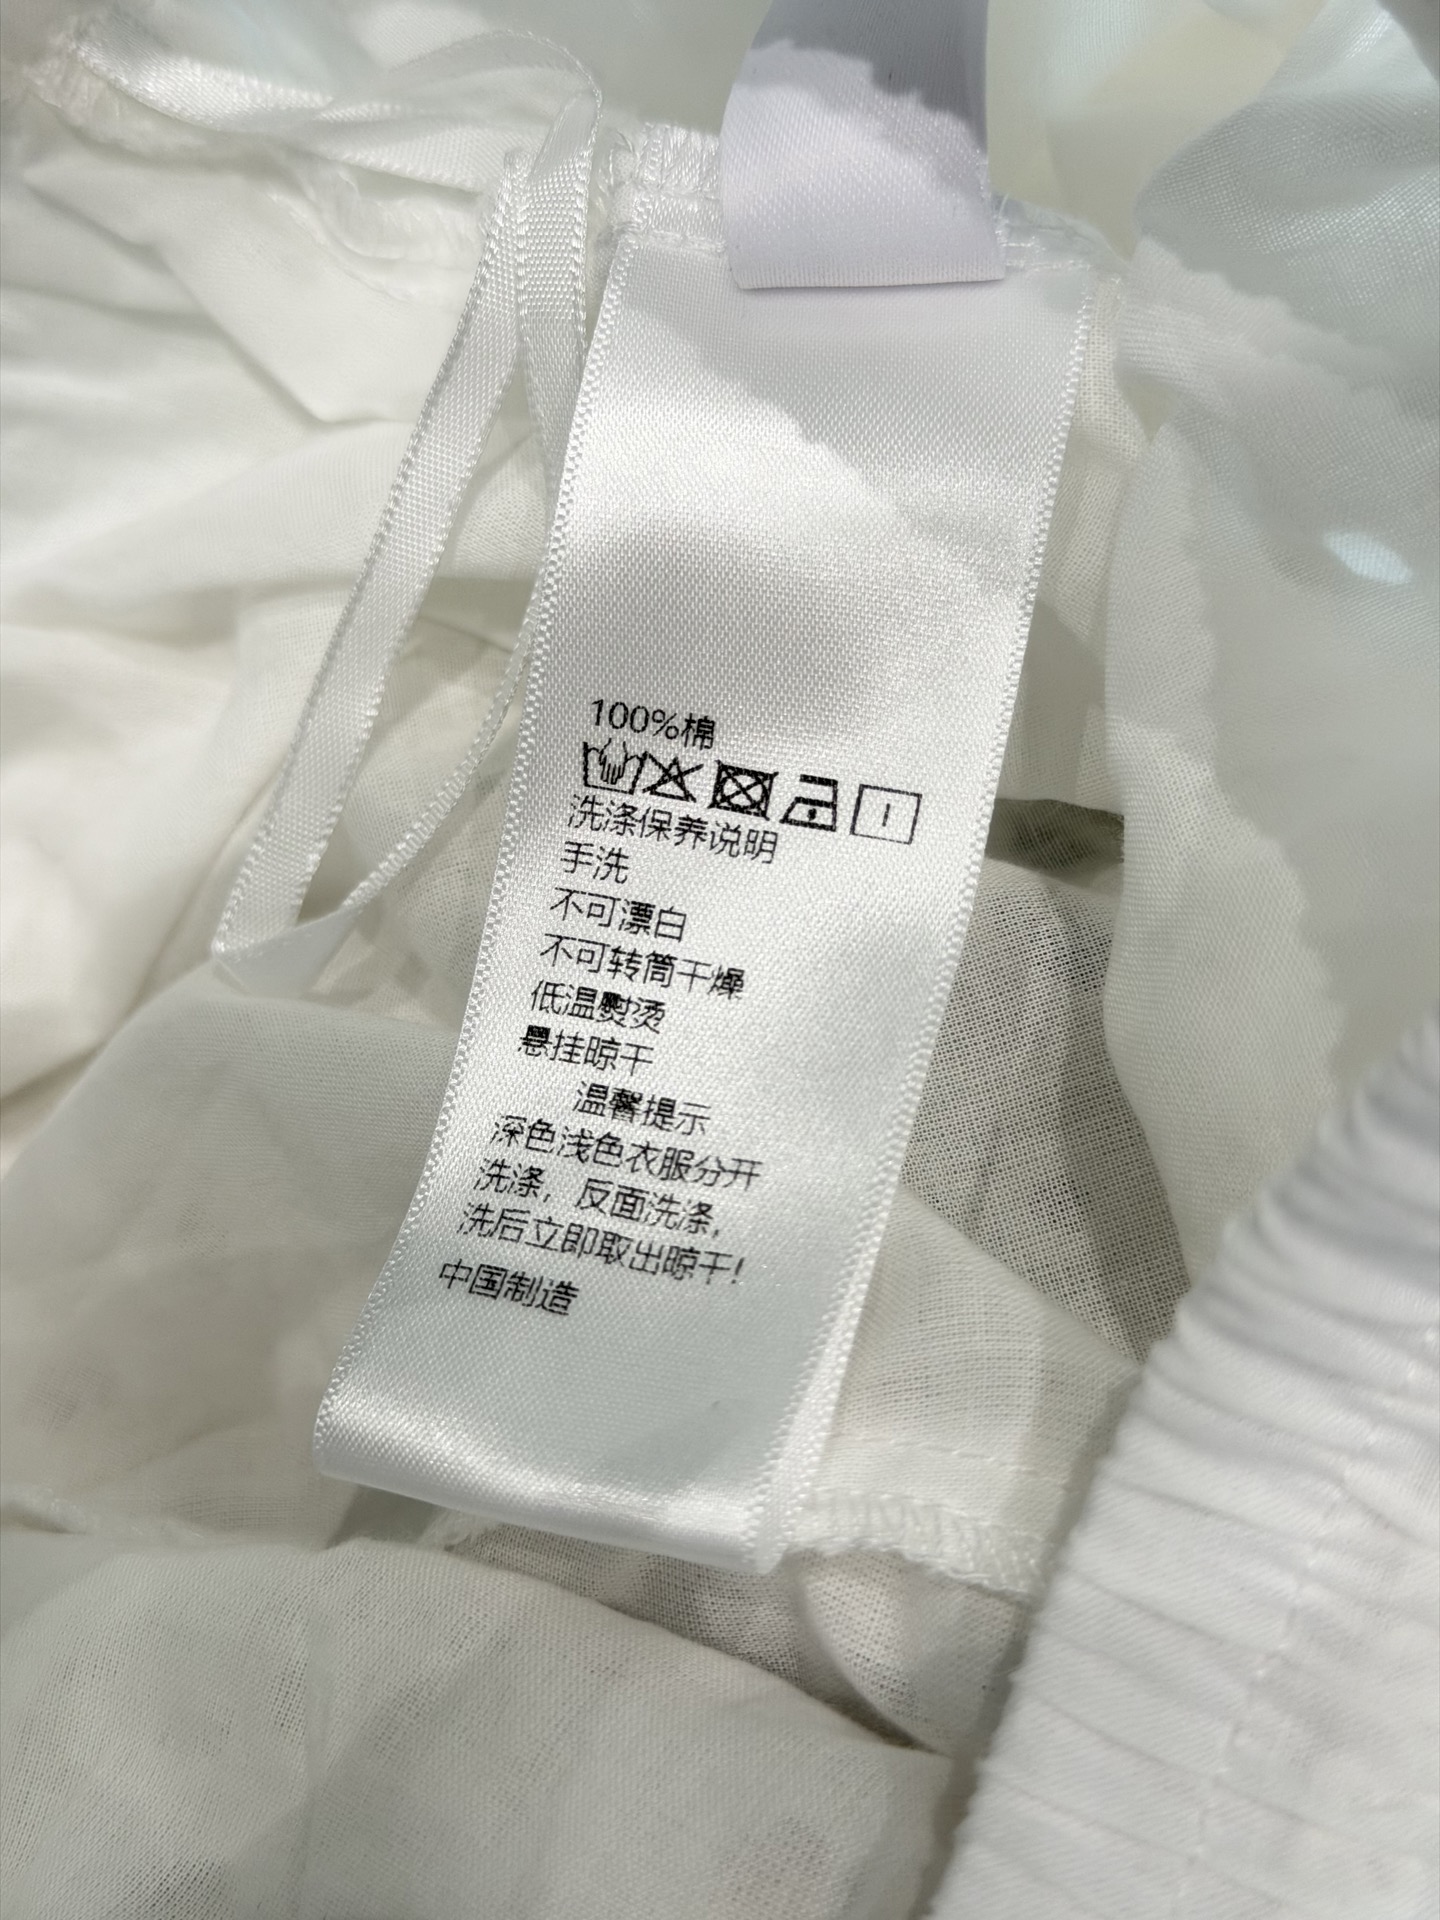 100%棉
洗涤保养说明
手洗
不可漂白
不可转筒干燥
低温熨烫
悬挂晾干
温馨提示
深色浅色衣服分开
洗涤，反面洗涤，
洗后立即取出晾干!
中国制造